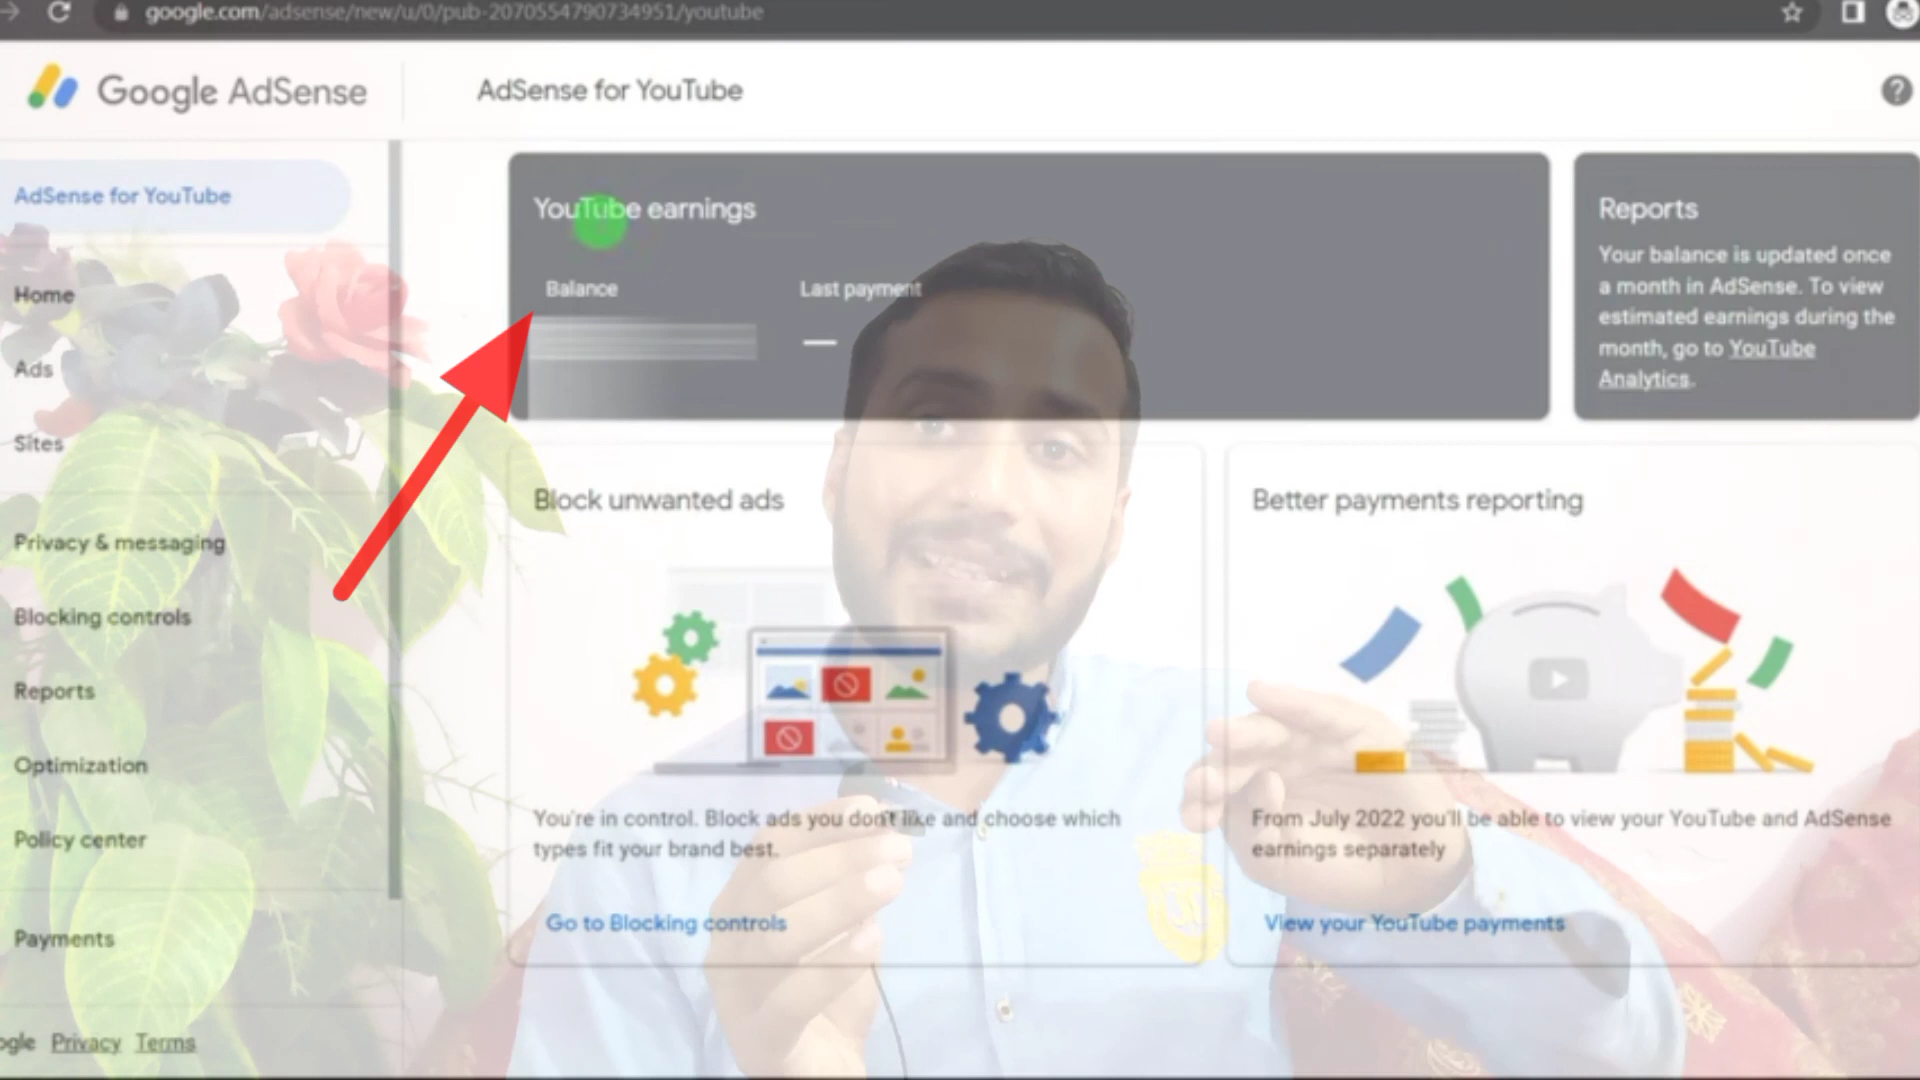 google.com/adsense/new/u/0/pub-2070554790734951/youtube
Google AdSense
AdSense for YouTube
AdSense for YouTube
Home
Ads
Sites
Privacy & messaging
Blocking controls
Reports
Optimization
Policy center
Payments
ogle Privacy Terms
YouTube earnings
Balance
Last payment
Reports
Your balance is updated once
a month in AdSense. To view
estimated earnings during the
month, go to YouTube
Analytics.
Block unwanted ads
You're in control. Block ads you don't like and choose which
types fit your brand best.
Go to Blocking controls
Better payments reporting
From July 2022 you'll be able to view your YouTube and AdSense
earnings separately
View your YouTube payments